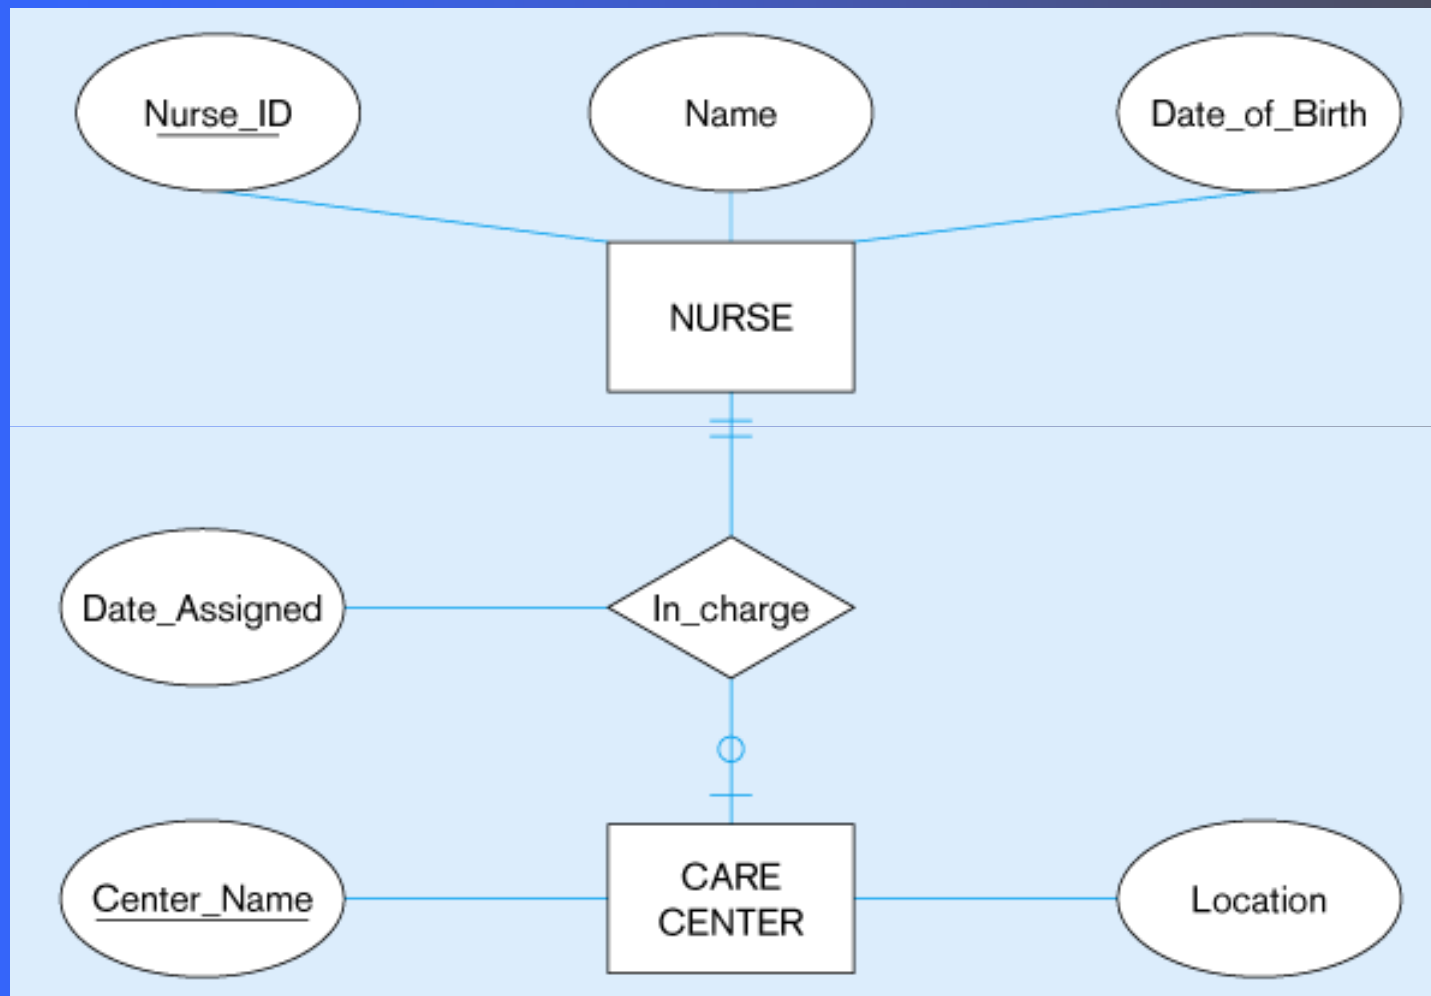 Nurse_ID
Name
Date_of_Birth
NURSE
Date_Assigned
In_charge
Center_Name
CARE
CENTER
Location